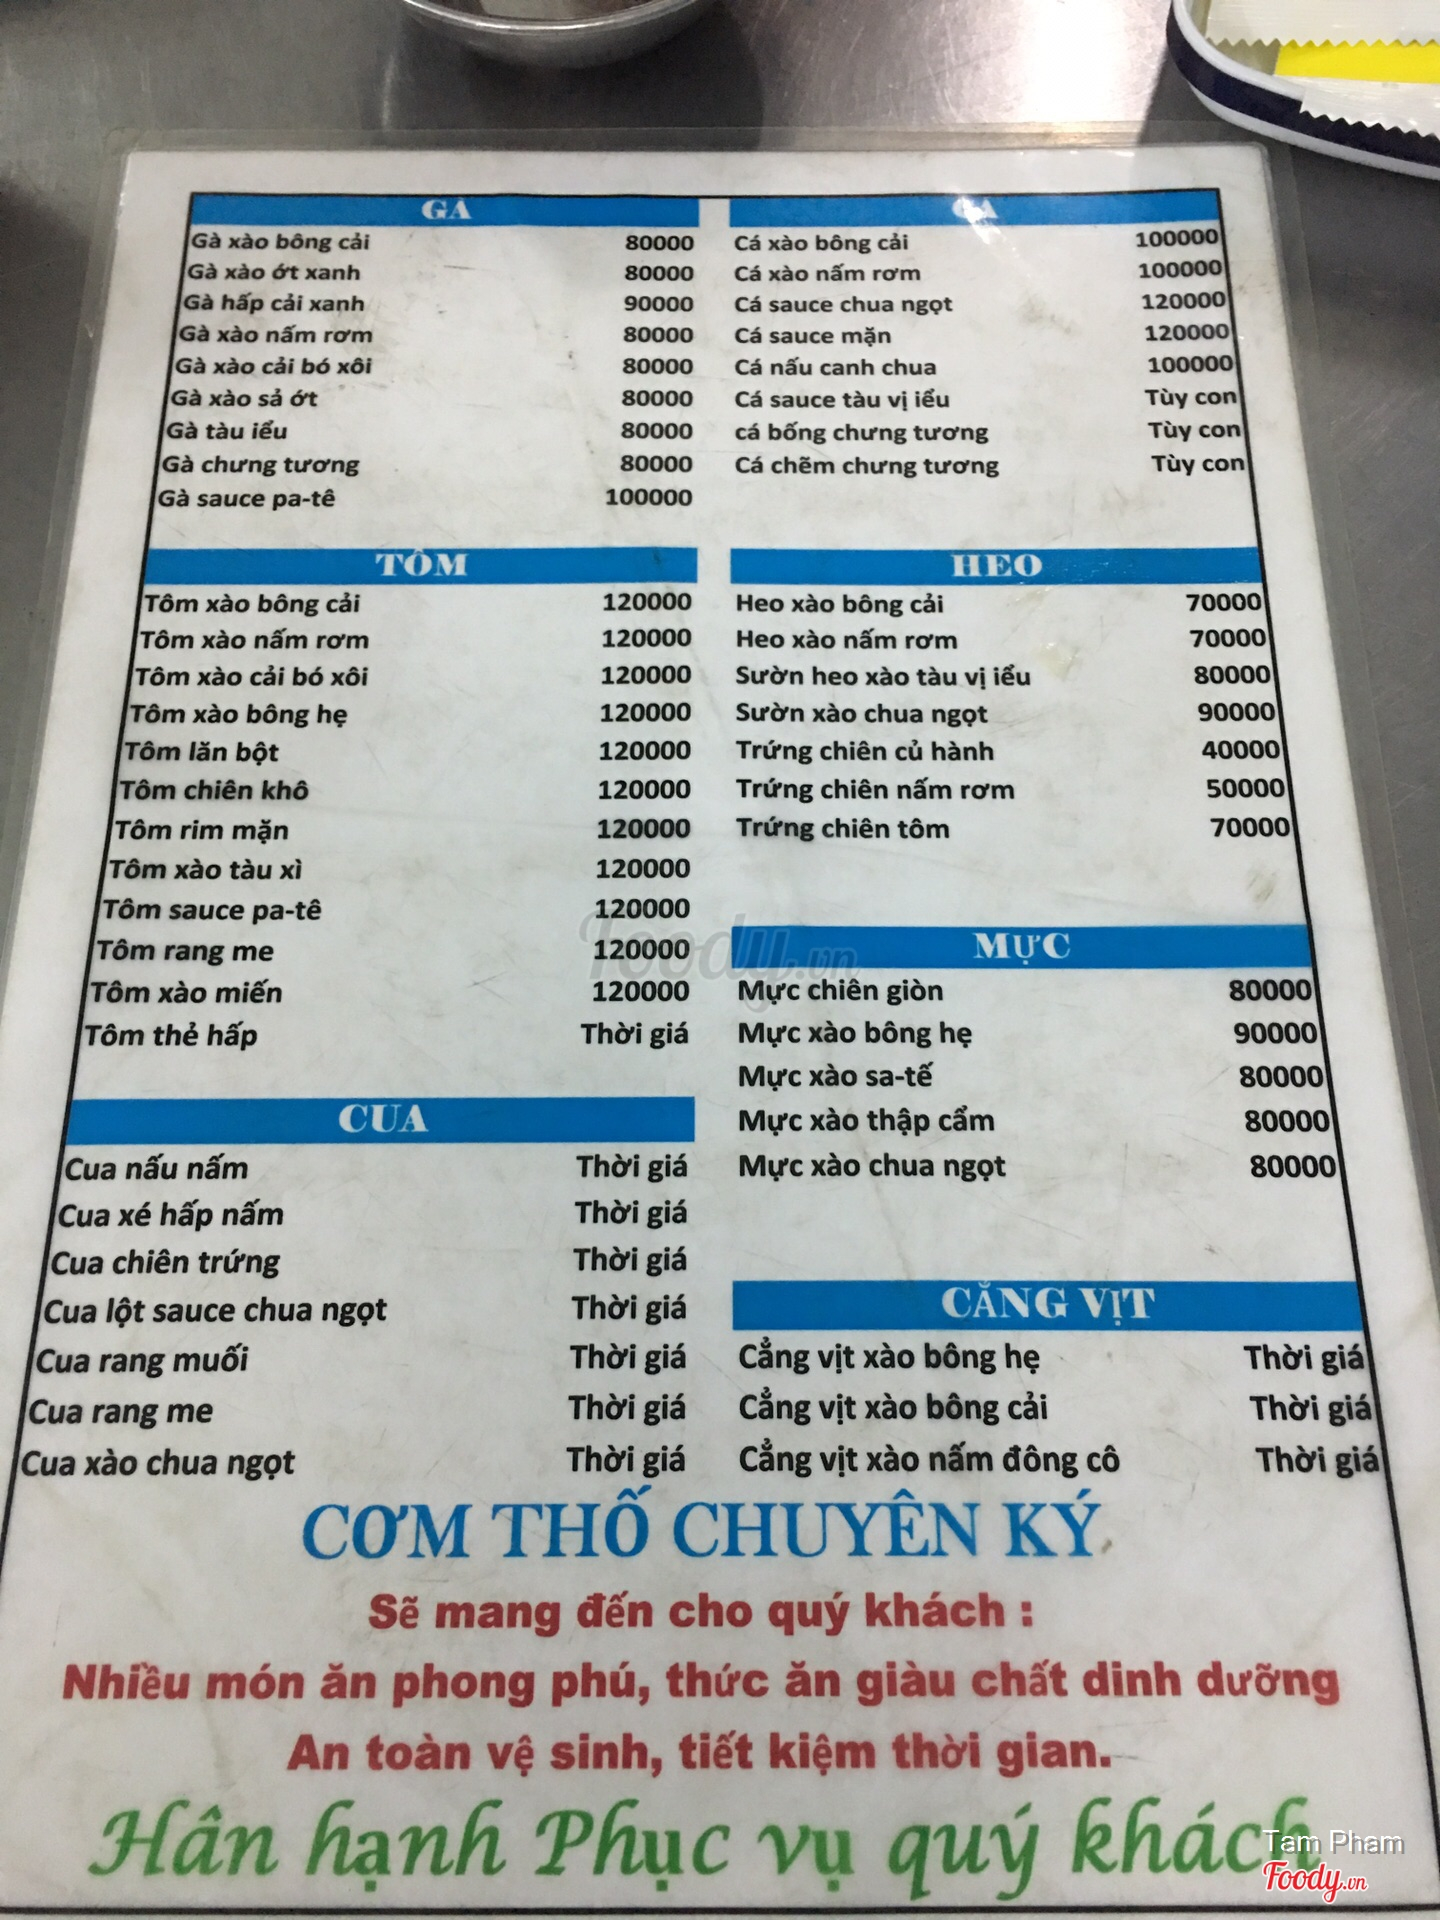 GÀ
Gà xào bông cải 80000
Gà xào ớt xanh 80000
Gà hấp cải xanh 90000
Gà xào nấm rơm 80000
Gà xào cải bó xôi 80000
Gà xào sả ớt 80000
Gà tàu iểu 80000
Gà chưng tương 80000
Gà sauce pa-tê 100000
CÁ
Cá xào bông cải 100000
Cá xào nấm rơm 100000
Cá sauce chua ngọt 120000
Cá sauce mặn 120000
Cá nấu canh chua 100000
Cá sauce tàu vị iểu Tùy con
cá bống chưng tương Tùy con
Cá chẽm chưng tương Tùy con
TÔM
Tôm xào bông cải 120000
Tôm xào nấm rơm 120000
Tôm xào cải bó xôi 120000
Tôm xào bông hẹ 120000
Tôm lăn bột 120000
Tôm chiên khô 120000
Tôm rim mặn 120000
Tôm xào tàu xì 120000
Tôm sauce pa-tê 120000
Tôm rang me 120000
Tôm xào miến 120000
Tôm thẻ hấp Thời giá
HEO
Heo xào bông cải 70000
Heo xào nấm rơm 70000
Sườn heo xào tàu vị iểu 80000
Sườn xào chua ngọt 90000
Trứng chiên củ hành 40000
Trứng chiên nấm rơm 50000
Trứng chiên tôm 70000
MỰC
Mực chiên giòn 80000
Mực xào bông hẹ 90000
Mực xào sa-tế 80000
Mực xào thập cẩm 80000
Mực xào chua ngọt 80000
CUA
Cua nấu nấm Thời giá
Cua xé hấp nấm Thời giá
Cua chiên trứng Thời giá
Cua lột sauce chua ngọt Thời giá
Cua rang muối Thời giá
Cua rang me Thời giá
Cua xào chua ngọt Thời giá
CẲNG VỊT
Cẳng vịt xào bông hẹ Thời giá
Cẳng vịt xào bông cải Thời giá
Cẳng vịt xào nấm đông cô Thời giá
CƠM THỐ CHUYÊN KÝ
Sẽ mang đến cho quý khách :
Nhiều món ăn phong phú, thức ăn giàu chất dinh dưỡng
An toàn vệ sinh, tiết kiệm thời gian.
Hân hạnh Phục vụ quý khách
Foody.vn
Tam Pham
Foody.vn